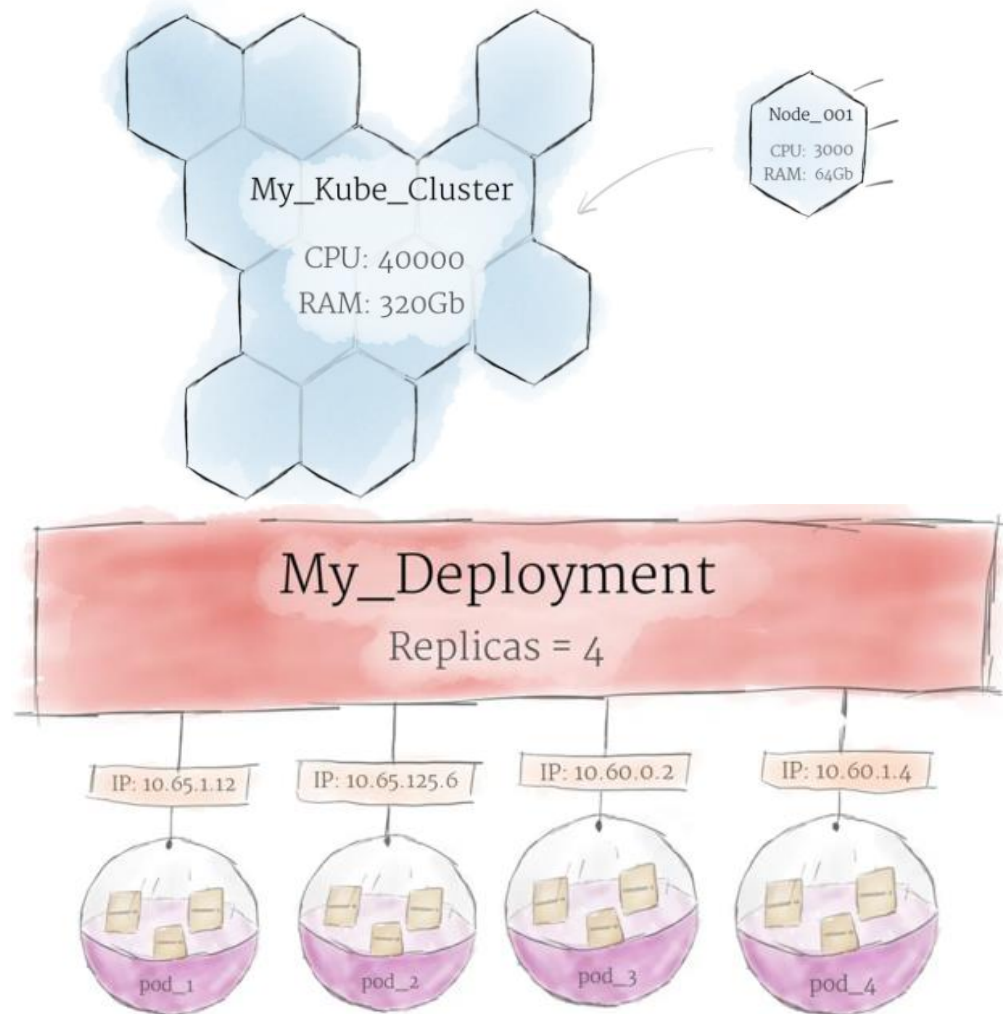 My_Kube_Cluster
CPU: 40000
RAM: 320Gb
Node_001
CPU: 3000
RAM: 64Gb
My_Deployment
Replicas = 4
IP: 10.65.1.12
IP: 10.65.125.6
IP: 10.60.0.2
IP: 10.60.1.4
pod_1
pod_2
pod_3
pod_4